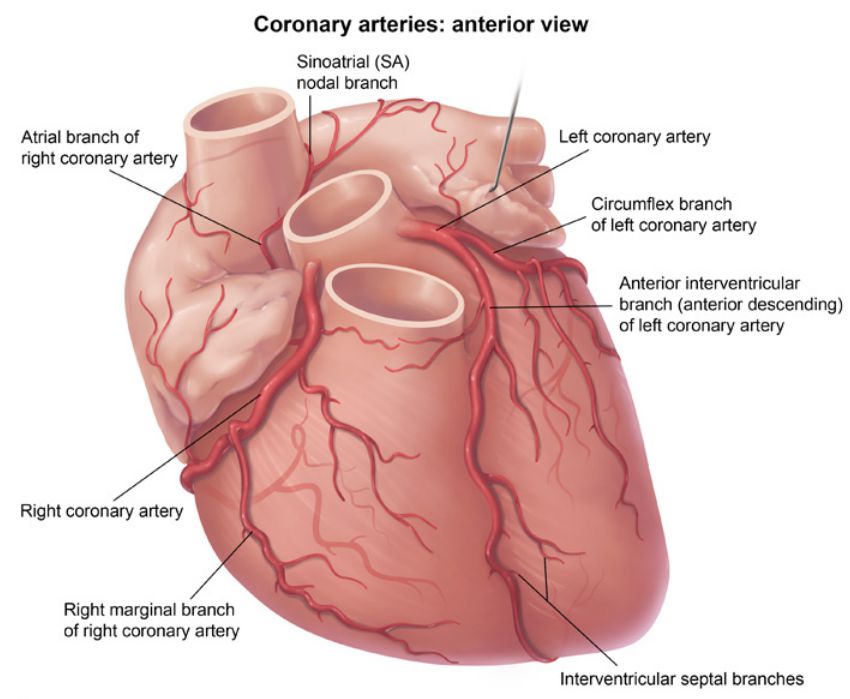 Coronary arteries: anterior view
Sinoatrial (SA)
nodal branch
Atrial branch of
right coronary artery
Left coronary artery
Circumflex branch
of left coronary artery
Anterior interventricular
branch (anterior descending)
of left coronary artery
Right coronary artery
Right marginal branch
of right coronary artery
Interventricular septal branches